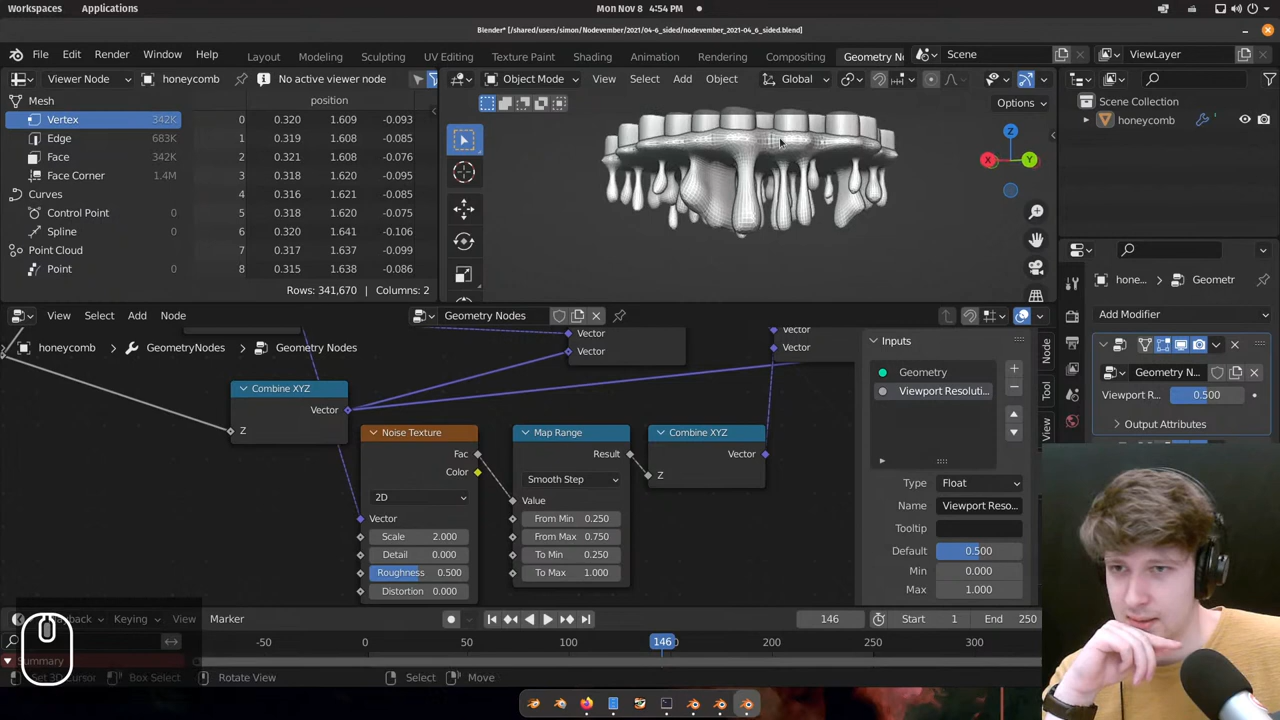 Workspaces Applications Mon Nov 8 4:54 PM
Blender* [/shared/users/simon/Nodevember/2021/04-6_sided/nodevember_2021-04_6_sided.blend]
File Edit Render Window Help Layout Modeling Sculpting UV Editing Texture Paint Shading Animation Rendering Compositing Geometry Nodes Scene ViewLayer
Viewer Node honeycomb No active viewer node Object Mode View Select Add Object Global
Mesh position Options Scene Collection
Vertex 342K 0 0.320 1.609 -0.093 honeycomb
Edge 683K 1 0.319 1.609 -0.085
Face 342K 2 0.321 1.608 -0.076
Face Corner 1.4M 3 0.318 1.620 -0.095
Curves 4 0.316 1.621 -0.085
Control Point 0 5 0.318 1.620 -0.075
Spline 0 6 0.320 1.641 -0.106
Point Cloud 7 0.317 1.637 -0.099
Point 0 8 0.315 1.638 -0.086
Rows: 341,670 | Columns: 2
View Select Add Node Geometry Nodes
honeycomb GeometryNodes Geometry Nodes
Vector
Vector
Vector
Vector
Combine XYZ
Vector
Z
Noise Texture
Fac
Color
2D
Vector
Scale 2.000
Detail 0.000
Roughness 0.500
Distortion 0.000
Map Range
Result
Smooth Step
Value
From Min 0.250
From Max 0.750
To Min 0.250
To Max 1.000
Combine XYZ
Vector
Z
Inputs
Geometry
Viewport Resoluti...
Type Float
Name Viewport Reso...
Tooltip
Default 0.500
Min 0.000
Max 1.000
Node
Tool
View
hone... Geometr
Add Modifier
Geometry N...
Viewport R... 0.500
Output Attributes
Keying View Marker 146 Start 1 End 250
-50 0 50 100 146 200 250 300
Summary
Set 3D Cursor Box Select Rotate View Select Move